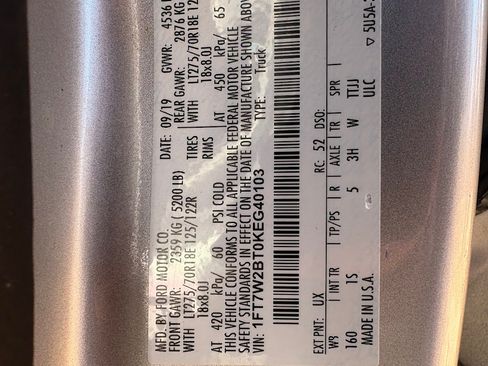 MFD. BY FORD MOTOR CO.
DATE: 09/19 GVWR: 4536
FRONT GAWR: 2359 KG ( 5200 LB) REAR GAWR: 2876 KG
WITH LT275/70R18E 125/122R TIRES WITH LT275/70R18E
18x8.0J RIMS 18x8.0J
AT 420 kPa/ 60 PSI COLD AT 450 kPa/ 65
THIS VEHICLE CONFORMS TO ALL APPLICABLE FEDERAL MOTOR VEHICLE
SAFETY STANDARDS IN EFFECT ON THE DATE OF MANUFACTURE SHOWN ABOVE
VIN: 1FT7W2BT0KEG40103 TYPE: Truck
EXT PNT: UX RC: 52 DSO:
WB INT TR TP/PS R AXLE TR SPR
160 1S 5 3H W TTJJ
MADE IN U.S.A. ULC
▽ 5U5A-